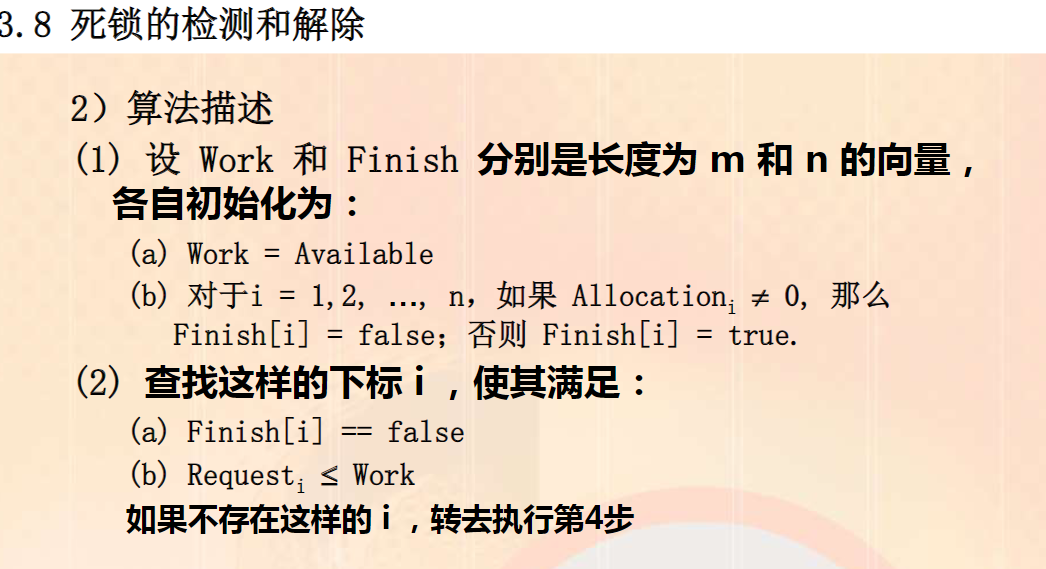 3.8 死锁的检测和解除
2）算法描述
(1) 设 Work 和 Finish 分别是长度为 m 和 n 的向量，
各自初始化为：
(a) Work = Available
(b) 对于i = 1,2, …, n，如果 Allocationᵢ ≠ 0, 那么
Finish[i] = false；否则 Finish[i] = true.
(2) 查找这样的下标 i ，使其满足：
(a) Finish[i] == false
(b) Requestᵢ ≤ Work
如果不存在这样的 i ，转去执行第4步